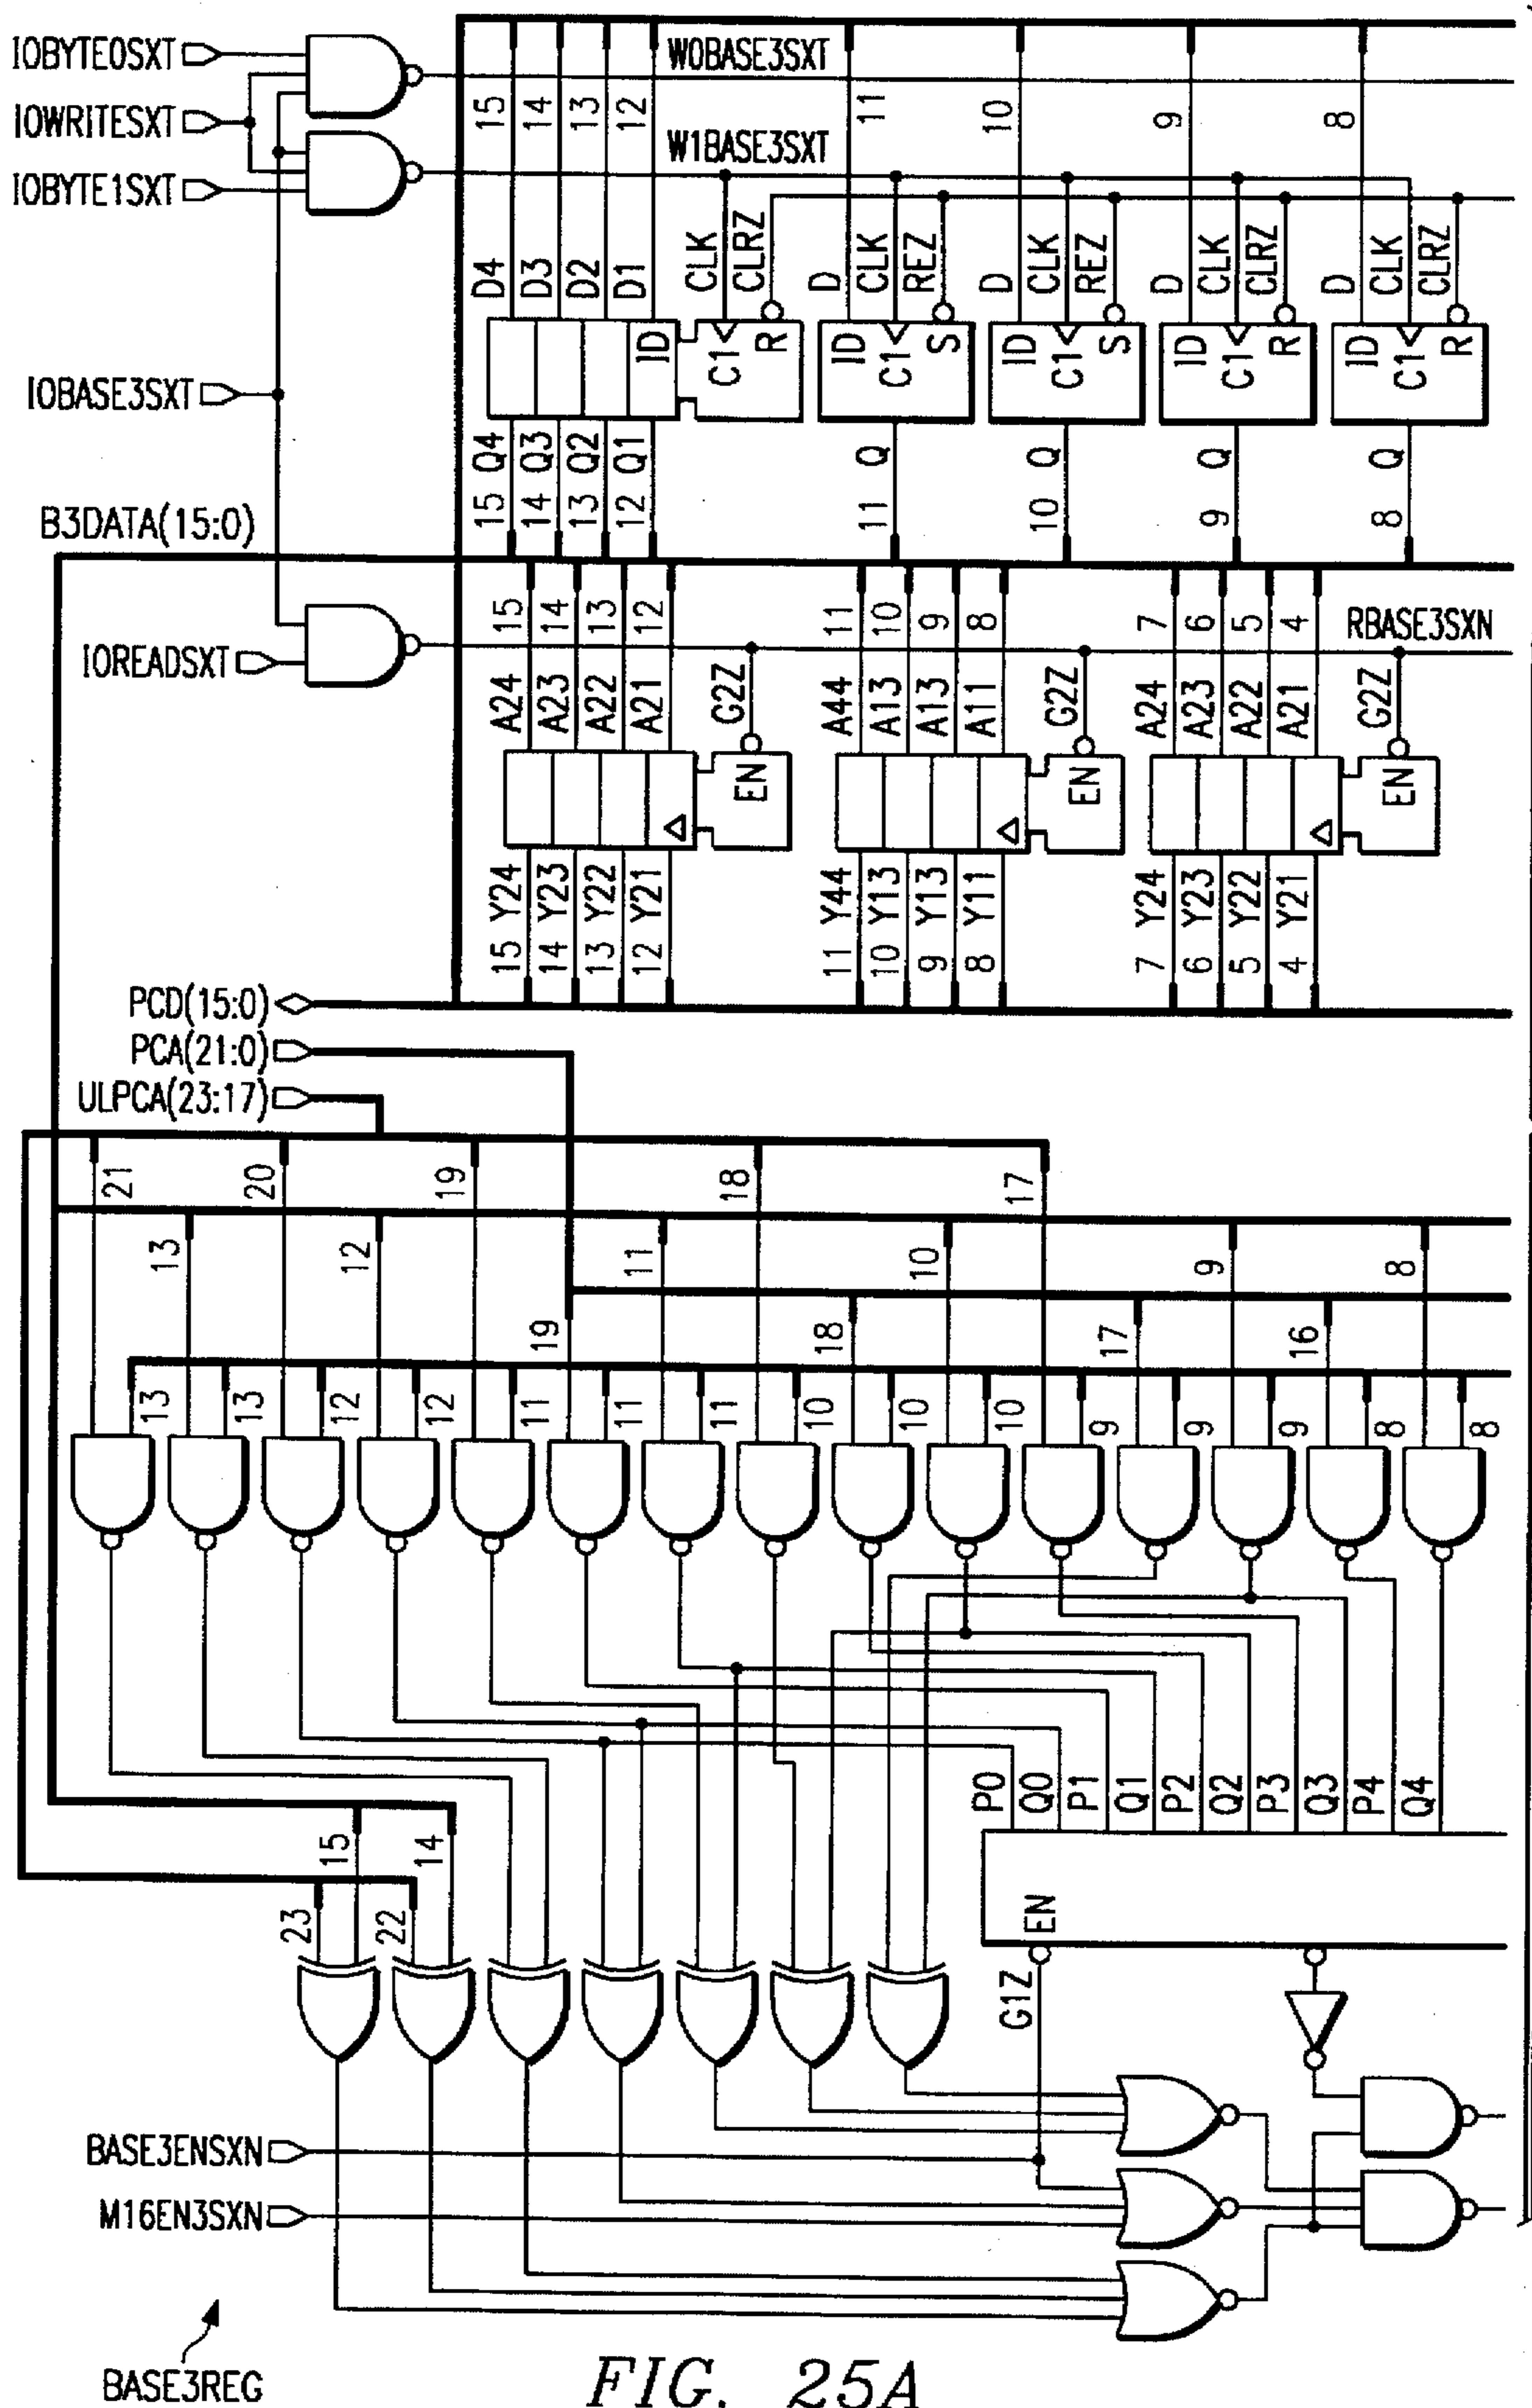 IOBYTE0SXT
IOWRITESXT
IOBYTE1SXT
IOBASE3SXT
W0BASE3SXT
W1BASE3SXT
15 14 13 12 11 10 9 8
D4 D3 D2 D1 CLK CLRZ D CLK REZ D CLK REZ D CLK CLRZ D CLK CLRZ
ID C1 R ID C1 S ID C1 S ID C1 R ID C1 R
Q4 Q3 Q2 Q1 Q Q Q Q
15 14 13 12 11 10 9 8
B3DATA(15:0)
15 14 13 12 11 10 9 8 7 6 5 4
RBASE3SXN
IOREADSXT
A24 A23 A22 A21 G2Z A44 A13 A13 A11 G2Z A24 A23 A22 A21 G2Z
EN EN EN
Y24 Y23 Y22 Y21 Y44 Y13 Y13 Y11 Y24 Y23 Y22 Y21
15 14 13 12 11 10 9 8 7 6 5 4
PCD(15:0)
PCA(21:0)
ULPCA(23:17)
21 20 19 18 17
13 12 11 10 9 8
19 18 17 16
13 13 12 12 11 11 11 10 10 10 9 9 9 8 8
P0 Q0 P1 Q1 P2 Q2 P3 Q3 P4 Q4
15 14
23 22
EN
G1Z
BASE3ENSXN
M16EN3SXN
BASE3REG
FIG. 25A